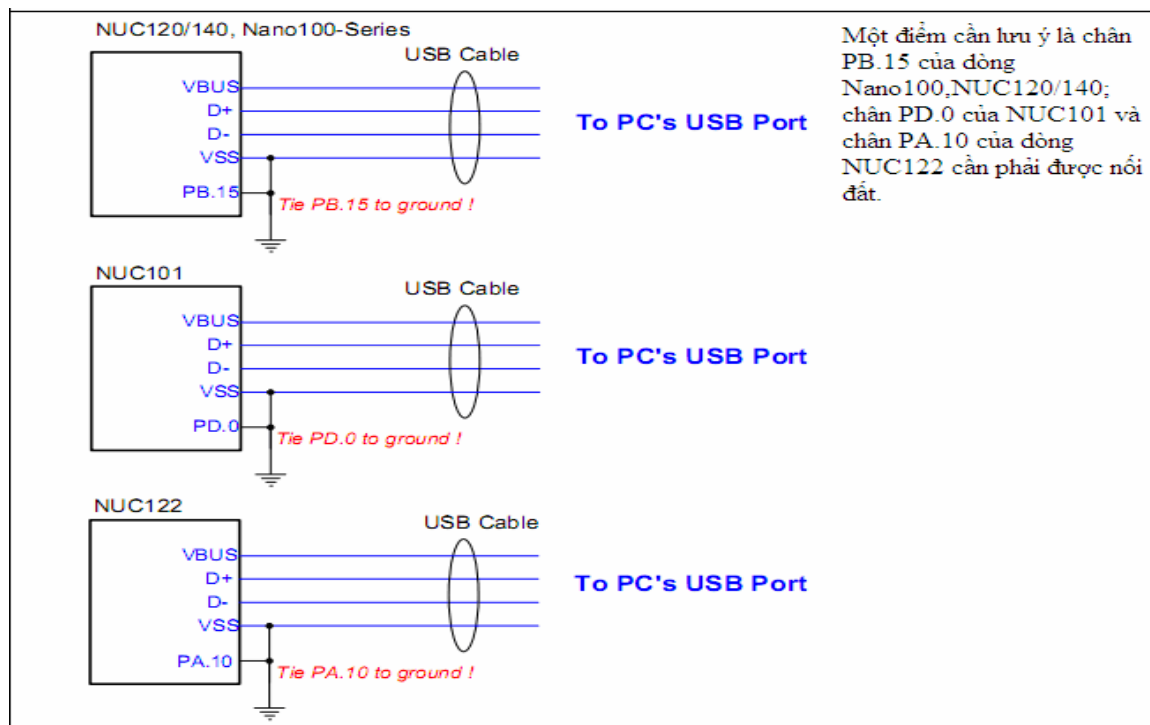 NUC120/140, Nano100-Series
USB Cable
VBUS
D+
D-
VSS
PB.15
Tie PB.15 to ground !
To PC's USB Port
Một điểm cần lưu ý là chân
PB.15 của dòng
Nano100,NUC120/140;
chân PD.0 của NUC101 và
chân PA.10 của dòng
NUC122 cần phải được nối
đất.
NUC101
USB Cable
VBUS
D+
D-
VSS
PD.0
Tie PD.0 to ground !
To PC's USB Port
NUC122
USB Cable
VBUS
D+
D-
VSS
PA.10
Tie PA.10 to ground !
To PC's USB Port